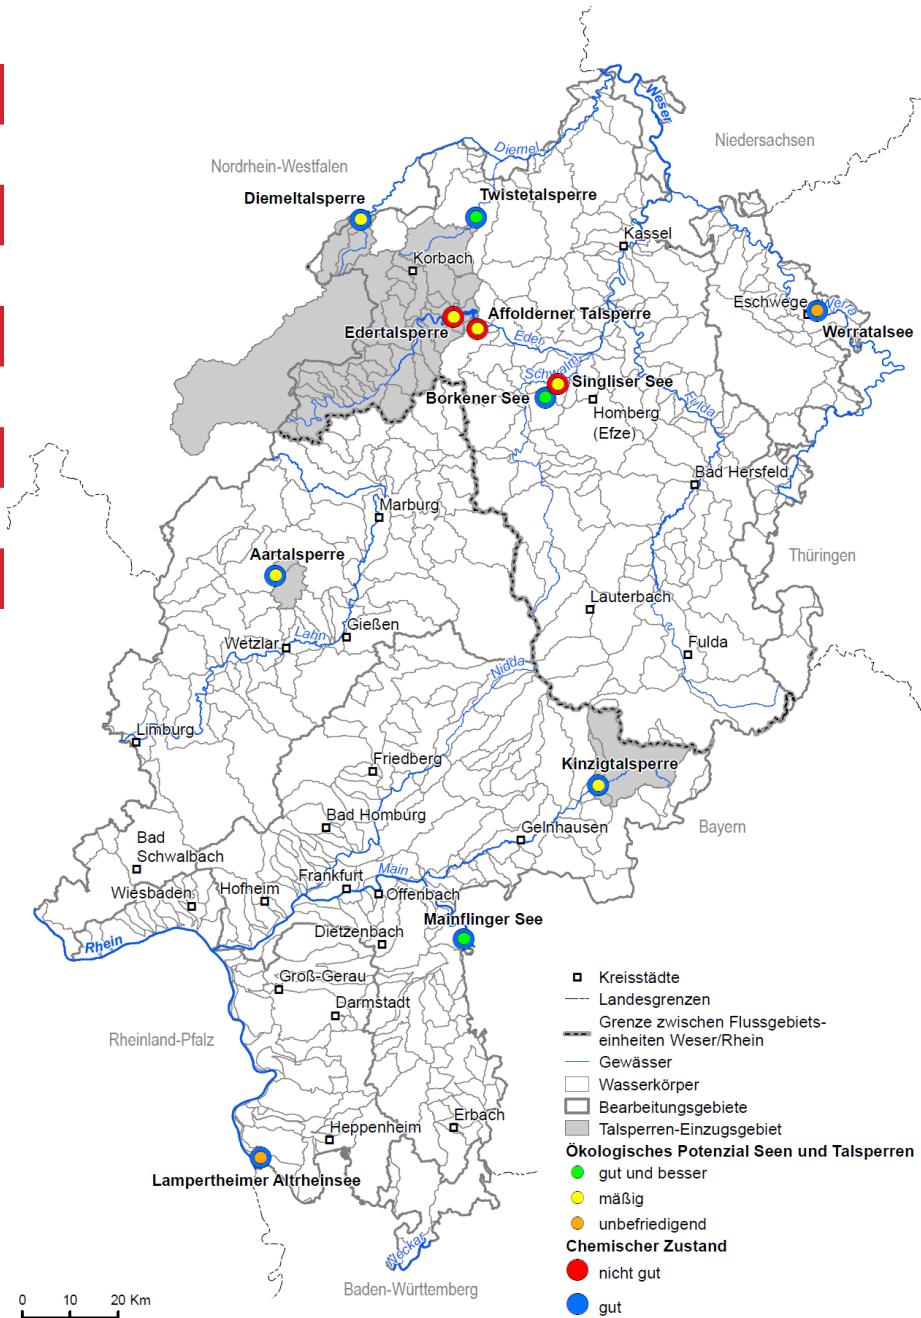 Weser
Niedersachsen
Diemel
Nordrhein-Westfalen
Diemeltalsperre
Twistetalsperre
Kassel
Korbach
Eschwege
Werra
Affolderner Talsperre
Edertalsperre
Eder
Werratalsee
Schwalm
Singliser See
Borkener See
Fulda
Homberg
(Efze)
Bad Hersfeld
Marburg
Thüringen
Aartalsperre
Lauterbach
Gießen
Lahn
Wetzlar
Fulda
Nidda
Limburg
Friedberg
Kinzigtalsperre
Bad Homburg
Bayern
Gelnhausen
Bad
Schwalbach
Main
Frankfurt
Wiesbaden
Hofheim
Offenbach
Mainflinger See
Rhein
Dietzenbach
Groß-Gerau
Darmstadt
Rheinland-Pfalz
Erbach
Heppenheim
Lampertheimer Altrheinsee
Neckar
Baden-Württemberg
0 10 20 Km
Kreisstädte
Landesgrenzen
Grenze zwischen Flussgebiets-
einheiten Weser/Rhein
Gewässer
Wasserkörper
Bearbeitungsgebiete
Talsperren-Einzugsgebiet
Ökologisches Potenzial Seen und Talsperren
gut und besser
mäßig
unbefriedigend
Chemischer Zustand
nicht gut
gut